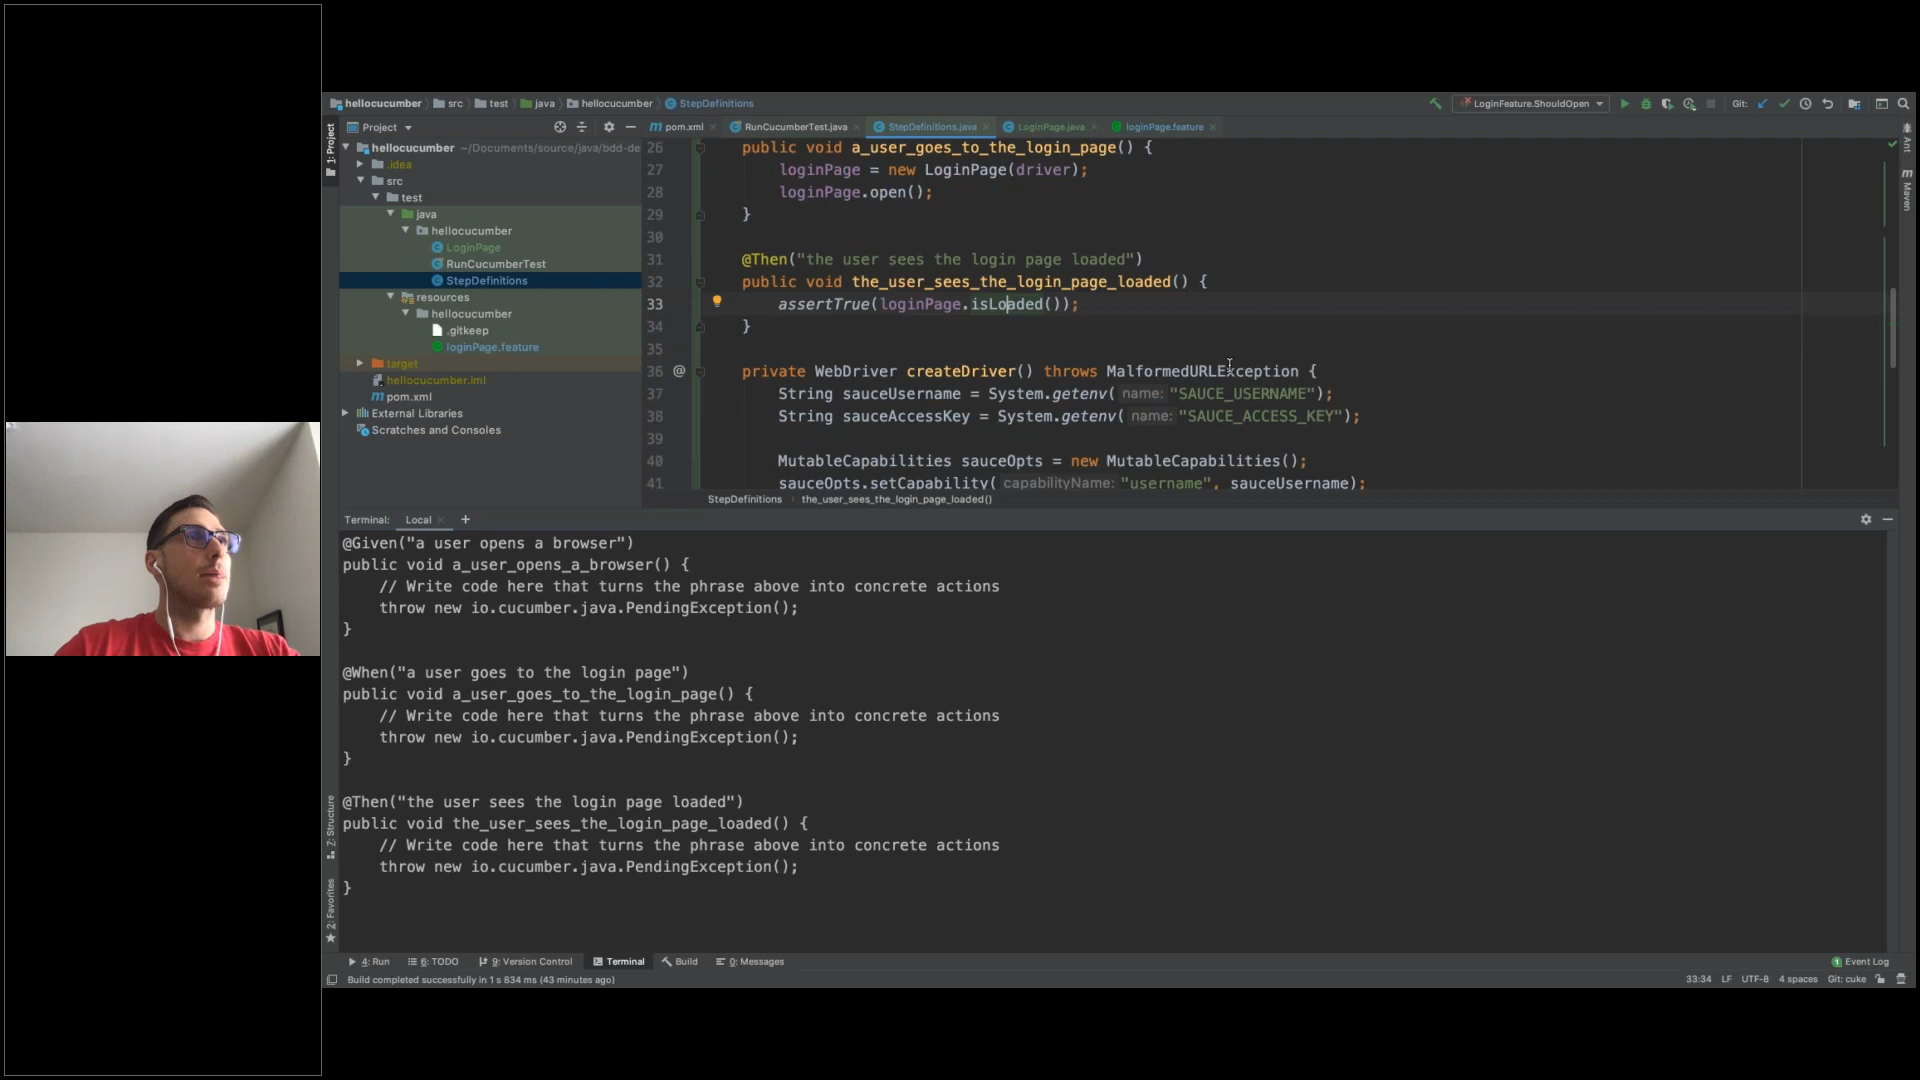 hellocucumber src test java hellocucumber StepDefinitions LoginFeature.ShouldOpen Git:
Project pom.xml RunCucumberTest.java StepDefinitions.java LoginPage.java loginPage.feature
1: Project
Ant
Maven
hellocucumber ~/Documents/source/java/bdd-de
.idea
src
test
java
hellocucumber
LoginPage
RunCucumberTest
StepDefinitions
resources
hellocucumber
.gitkeep
loginPage.feature
target
hellocucumber.iml
pom.xml
External Libraries
Scratches and Consoles
26 public void a_user_goes_to_the_login_page() {
27 loginPage = new LoginPage(driver);
28 loginPage.open();
29 }
30
31 @Then("the user sees the login page loaded")
32 public void the_user_sees_the_login_page_loaded() {
33 assertTrue(loginPage.isLoaded());
34 }
35
36 @ private WebDriver createDriver() throws MalformedURLException {
37 String sauceUsername = System.getenv( name: "SAUCE_USERNAME");
38 String sauceAccessKey = System.getenv( name: "SAUCE_ACCESS_KEY");
39
40 MutableCapabilities sauceOpts = new MutableCapabilities();
41 sauceOpts.setCapability( capabilityName: "username", sauceUsername);
StepDefinitions the_user_sees_the_login_page_loaded()
Terminal: Local +
@Given("a user opens a browser")
public void a_user_opens_a_browser() {
// Write code here that turns the phrase above into concrete actions
throw new io.cucumber.java.PendingException();
}
@When("a user goes to the login page")
public void a_user_goes_to_the_login_page() {
// Write code here that turns the phrase above into concrete actions
throw new io.cucumber.java.PendingException();
}
@Then("the user sees the login page loaded")
public void the_user_sees_the_login_page_loaded() {
// Write code here that turns the phrase above into concrete actions
throw new io.cucumber.java.PendingException();
}
Z: Structure
2: Favorites
4: Run 6: TODO 9: Version Control Terminal Build 0: Messages 1 Event Log
Build completed successfully in 1 s 834 ms (43 minutes ago) 33:34 LF UTF-8 4 spaces Git: cuke